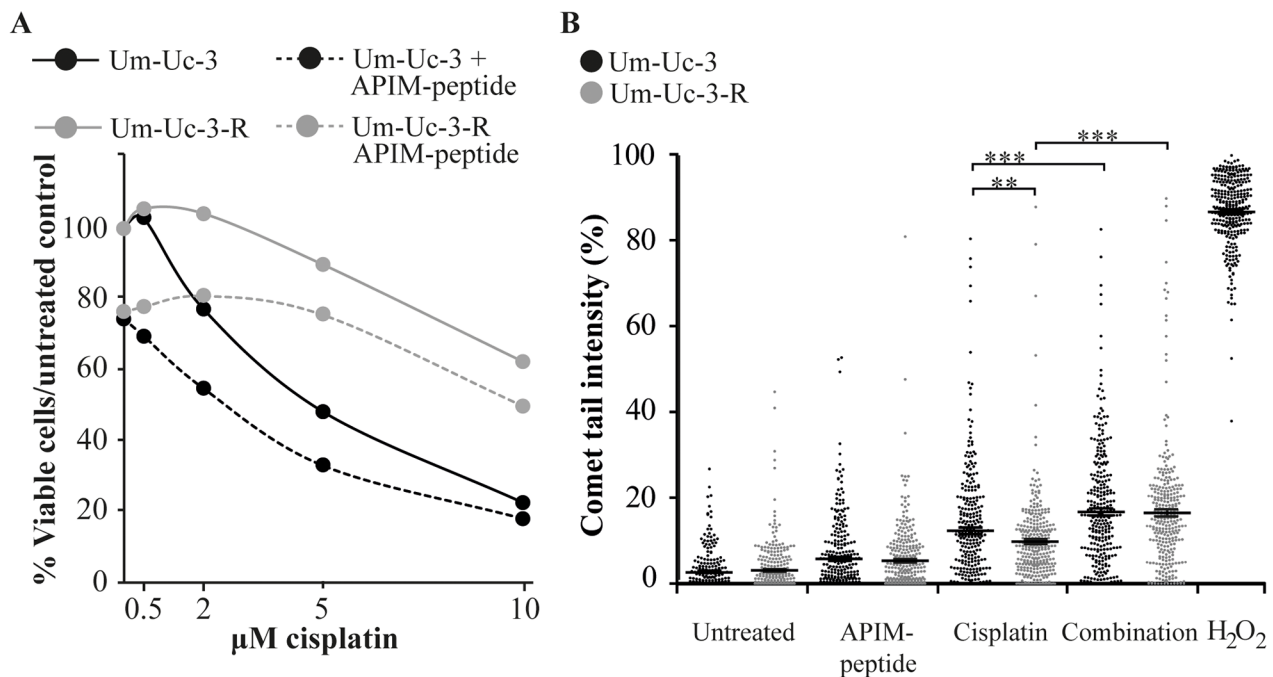 A
Um-Uc-3
Um-Uc-3 +
APIM-peptide
Um-Uc-3-R
Um-Uc-3-R
APIM-peptide
% Viable cells/untreated control
100
80
60
40
20
0
0.5
2
5
10
µM cisplatin
B
Um-Uc-3
Um-Uc-3-R
Comet tail intensity (%)
100
80
60
40
20
0
***
***
**
Untreated
APIM-
peptide
Cisplatin
Combination
H₂O₂